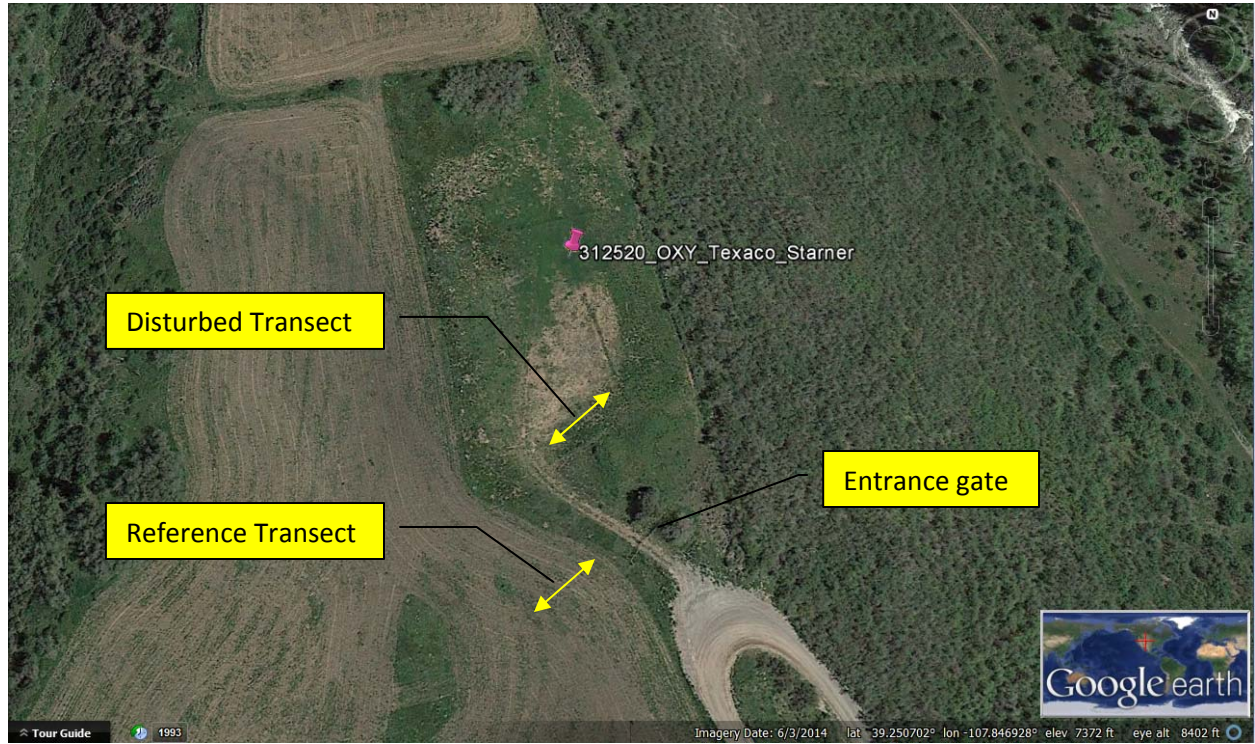 N
312520_OXY_Texaco_Starner
Disturbed Transect
Entrance gate
Reference Transect
Google earth
Tour Guide
1993
Imagery Date: 6/3/2014 lat 39.250702° lon -107.846928° elev 7372 ft eye alt 8402 ft